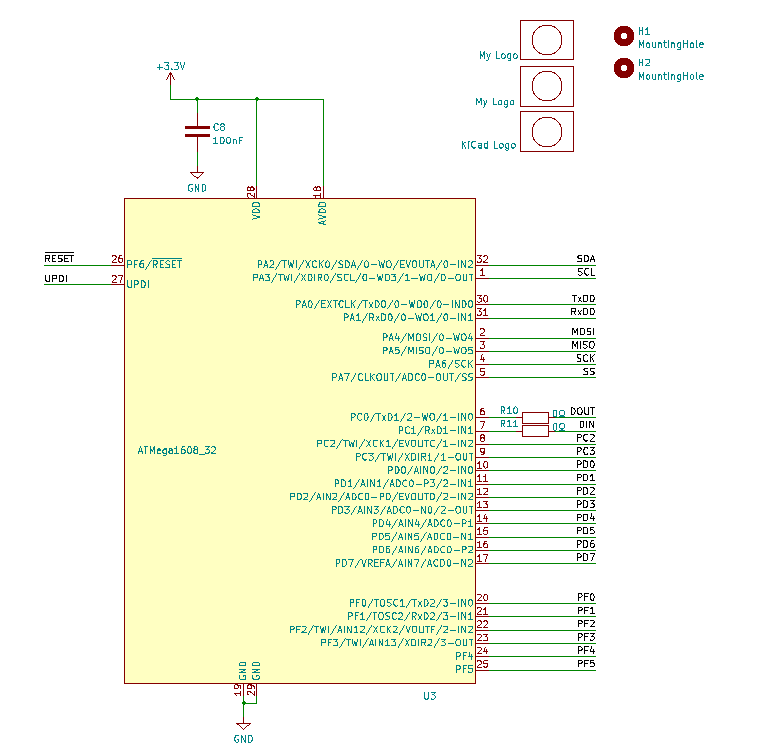 My Logo
H1
MountingHole
H2
MountingHole
My Logo
KiCad Logo
+3.3V
C8
100nF
GND
28
VDD
18
AVDD
RESET 26 PF6/RESET
UPDI 27 UPDI
PA2/TWI/XCK0/SDA/0-WO/EVOUTA/0-IN2 32 SDA
PA3/TWI/XDIR0/SCL/0-WO3/1-WO/0-OUT 1 SCL
PA0/EXTCLK/TxD0/0-WO0/0-IND0 30 TxD0
PA1/RxD0/0-WO1/0-IN1 31 RxD0
PA4/MOSI/0-WO4 2 MOSI
PA5/MISO/0-WO5 3 MISO
PA6/SCK 4 SCK
PA7/CLKOUT/ADC0-OUT/SS 5 SS
PC0/TxD1/2-WO/1-IN0 6 R10 0Ω DOUT
PC1/RxD1-IN1 7 R11 0Ω DIN
PC2/TWI/XCK1/EVOUTC/1-IN2 8 PC2
PC3/TWI/XDIR1/1-OUT 9 PC3
ATMega1608_32
PD0/AIN0/2-IN0 10 PD0
PD1/AIN1/ADC0-P3/2-IN1 11 PD1
PD2/AIN2/ADC0-P0/EVOUTD/2-IN2 12 PD2
PD3/AIN3/ADC0-N0/2-OUT 13 PD3
PD4/AIN4/ADC0-P1 14 PD4
PD5/AIN5/ADC0-N1 15 PD5
PD6/AIN6/ADC0-P2 16 PD6
PD7/VREFA/AIN7/ACD0-N2 17 PD7
PF0/TOSC1/TxD2/3-IN0 20 PF0
PF1/TOSC2/RxD2/3-IN1 21 PF1
PF2/TWI/AIN12/XCK2/VOUTF/2-IN2 22 PF2
PF3/TWI/AIN13/XDIR2/3-OUT 23 PF3
PF4 24 PF4
PF5 25 PF5
GND
19
GND
29
U3
GND